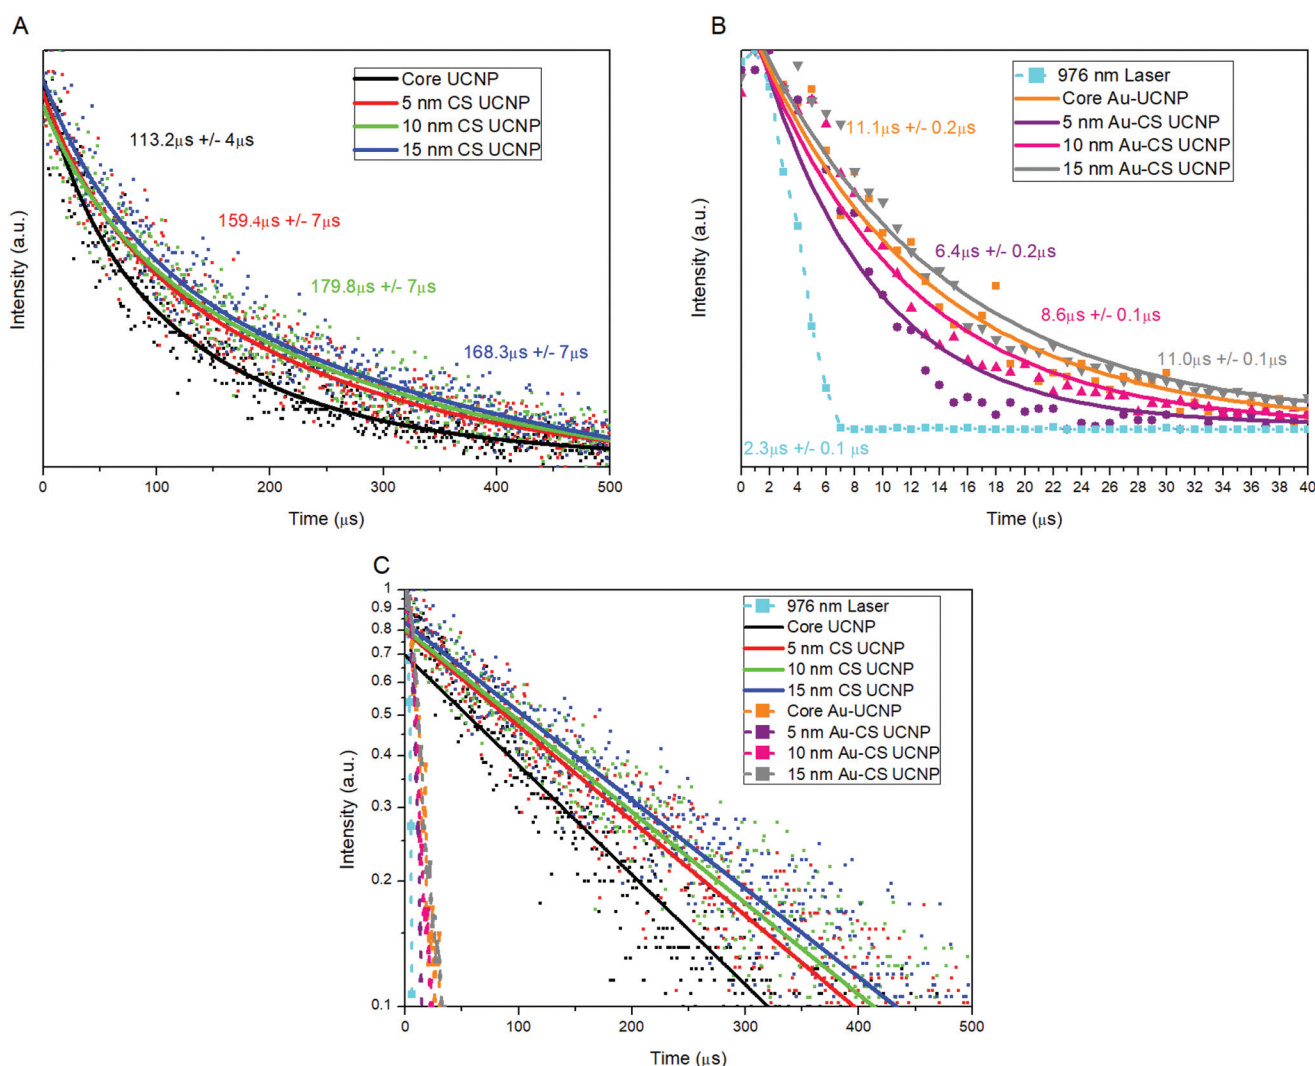 A
Core UCNP
5 nm CS UCNP
10 nm CS UCNP
15 nm CS UCNP
113.2μs +/- 4μs
159.4μs +/- 7μs
179.8μs +/- 7μs
168.3μs +/- 7μs
Intensity (a.u.)
0 100 200 300 400 500
Time (μs)
B
976 nm Laser
Core Au-UCNP
5 nm Au-CS UCNP
10 nm Au-CS UCNP
15 nm Au-CS UCNP
11.1μs +/- 0.2μs
6.4μs +/- 0.2μs
8.6μs +/- 0.1μs
11.0μs +/- 0.1μs
2.3μs +/- 0.1 μs
Intensity (a.u.)
0 2 4 6 8 10 12 14 16 18 20 22 24 26 28 30 32 34 36 38 40
Time (μs)
C
976 nm Laser
Core UCNP
5 nm CS UCNP
10 nm CS UCNP
15 nm CS UCNP
Core Au-UCNP
5 nm Au-CS UCNP
10 nm Au-CS UCNP
15 nm Au-CS UCNP
1
0.9
0.8
0.7
0.6
0.5
0.4
0.3
0.2
0.1
Intensity (a.u.)
0 100 200 300 400 500
Time (μs)